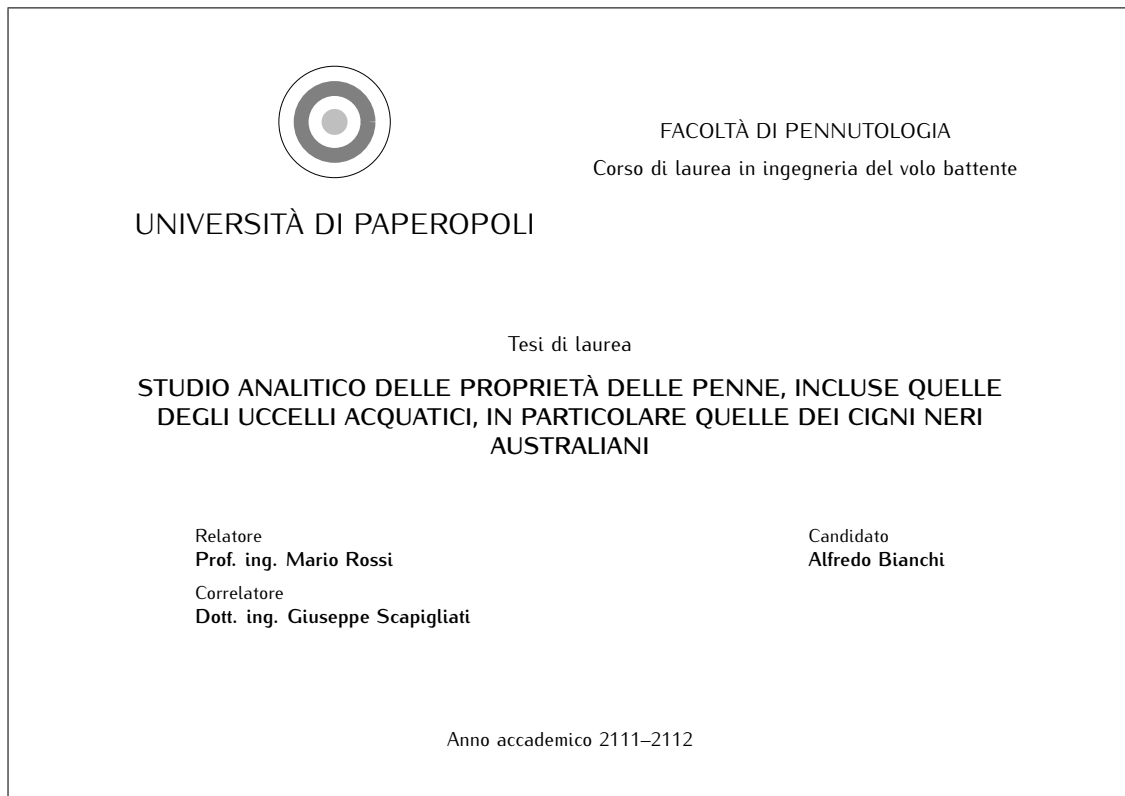 FACOLTÀ DI PENNUTOLOGIA
Corso di laurea in ingegneria del volo battente
UNIVERSITÀ DI PAPEROPOLI
Tesi di laurea
STUDIO ANALITICO DELLE PROPRIETÀ DELLE PENNE, INCLUSE QUELLE
DEGLI UCCELLI ACQUATICI, IN PARTICOLARE QUELLE DEI CIGNI NERI
AUSTRALIANI
Relatore
Prof. ing. Mario Rossi
Correlatore
Dott. ing. Giuseppe Scapigliati
Candidato
Alfredo Bianchi
Anno accademico 2111–2112